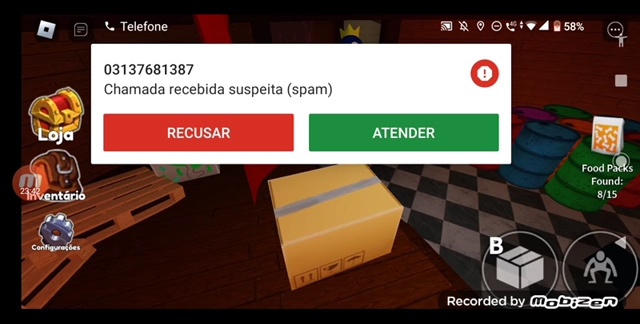 Telefone
4G
58%
03137681387
Chamada recebida suspeita (spam)
RECUSAR
ATENDER
Loja
23:42
Inventário
Configurações
Food Packs
Found:
8/15
B
Recorded by Mobizen